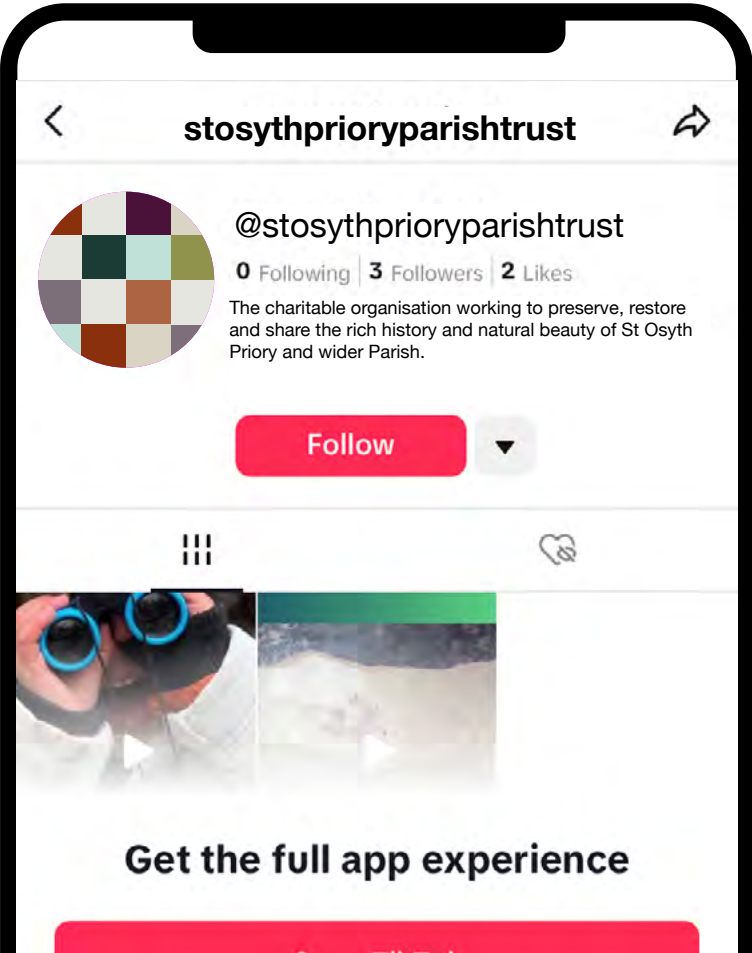 stosythprioryparishtrust
@stosythprioryparishtrust
0 Following 3 Followers 2 Likes
The charitable organisation working to preserve, restore
and share the rich history and natural beauty of St Osyth
Priory and wider Parish.
Follow
Get the full app experience